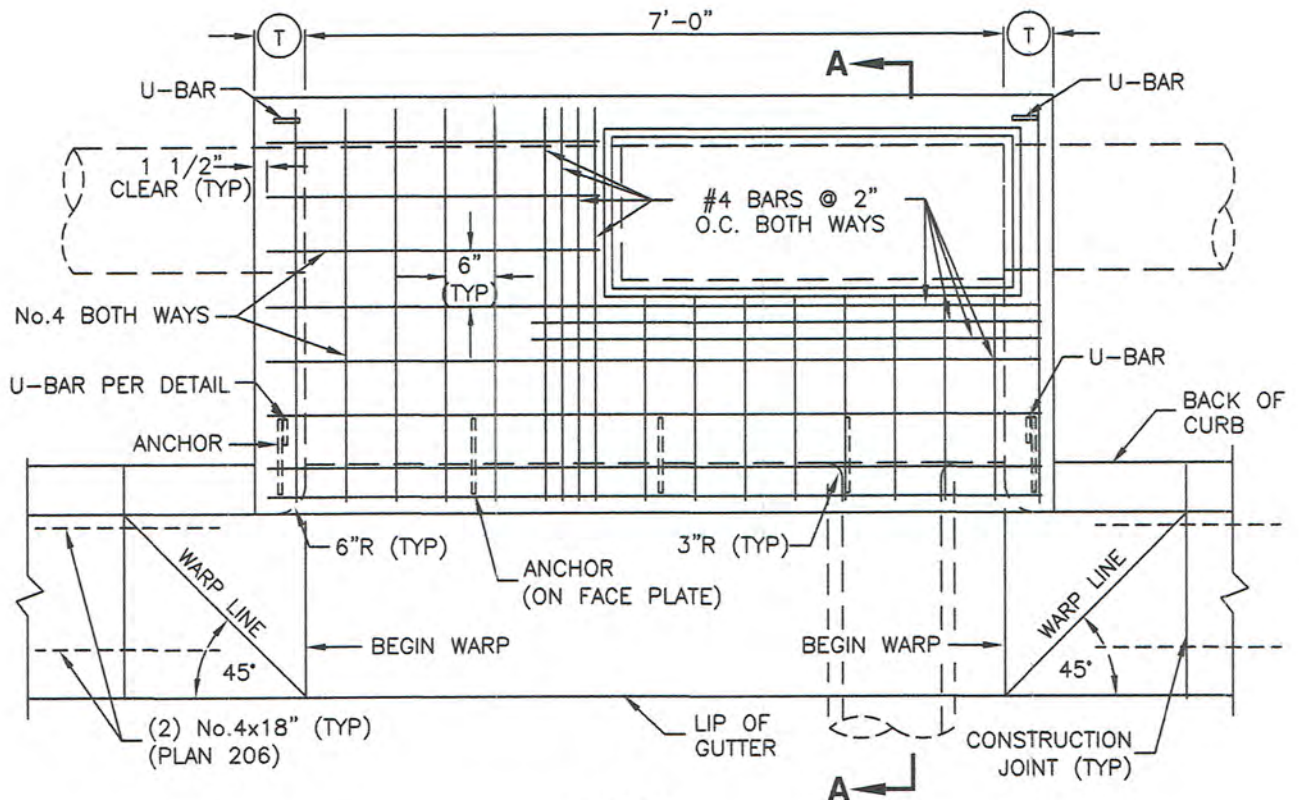 T
7'-0"
T
A
U-BAR
U-BAR
1 1/2"
CLEAR (TYP)
#4 BARS @ 2"
O.C. BOTH WAYS
6"
(TYP)
No.4 BOTH WAYS
U-BAR PER DETAIL
U-BAR
ANCHOR
BACK OF
CURB
6"R (TYP)
3"R (TYP)
ANCHOR
(ON FACE PLATE)
WARP LINE
WARP LINE
BEGIN WARP
BEGIN WARP
45°
45°
(2) No.4x18" (TYP)
(PLAN 206)
LIP OF
GUTTER
CONSTRUCTION
JOINT (TYP)
A